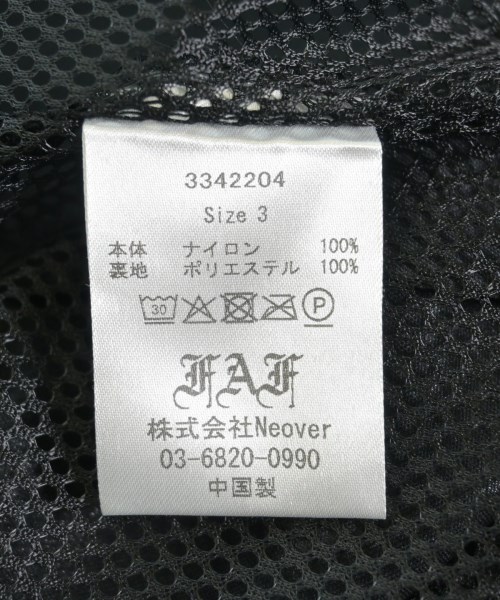 3342204
Size 3
本体 ナイロン 100%
裏地 ポリエステル 100%
30 P
FAF
株式会社Neover
03-6820-0990
中国製